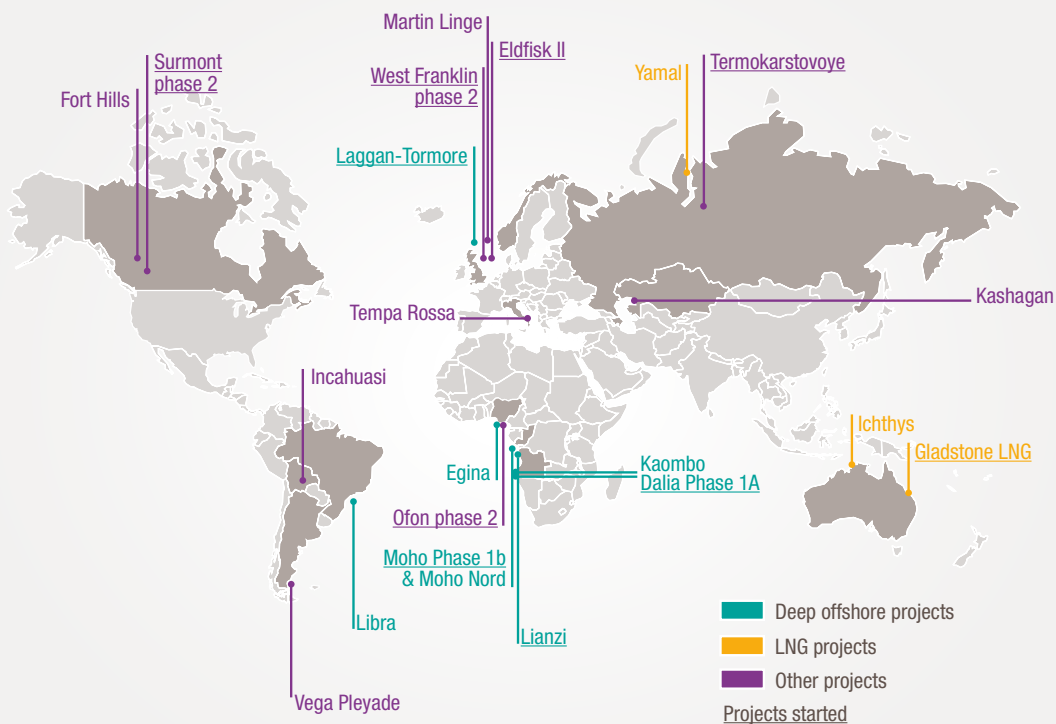 Martin Linge
Eldfisk II
Surmont
phase 2
West Franklin
phase 2
Yamal
Termokarstovoye
Fort Hills
Laggan-Tormore
Tempa Rossa
Kashagan
Incahuasi
Ichthys
Gladstone LNG
Egina
Kaombo
Dalia Phase 1A
Ofon phase 2
Moho Phase 1b
& Moho Nord
Libra
Lianzi
Vega Pleyade
Deep offshore projects
LNG projects
Other projects
Projects started